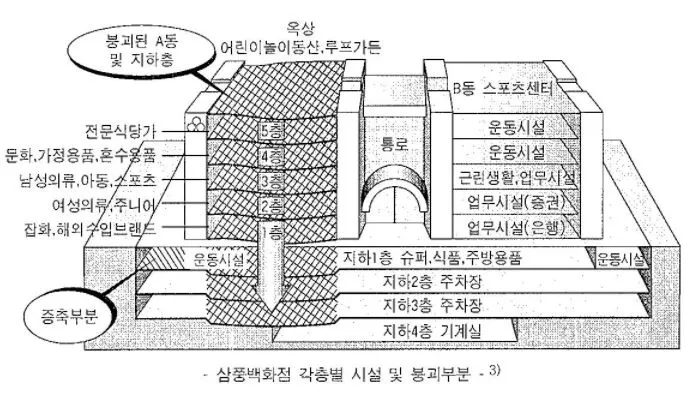 옥상
어린이놀이동산,루프가든
붕괴된 A동
및 지하층
B동 스포츠센터
전문식당가
5층
운동시설
문화,가정용품,혼수용품
4층
통로
운동시설
남성의류,아동,스포츠
3층
근린생활,업무시설
여성의류,주니어
2층
업무시설(증권)
잡화,해외수입브랜드
1층
업무시설(은행)
운동시설
지하1층 슈퍼,식품,주방용품
운동시설
지하2층 주차장
증축부분
지하3층 주차장
지하4층 기계실
- 삼풍백화점 각층별 시설 및 붕괴부분 - 3)